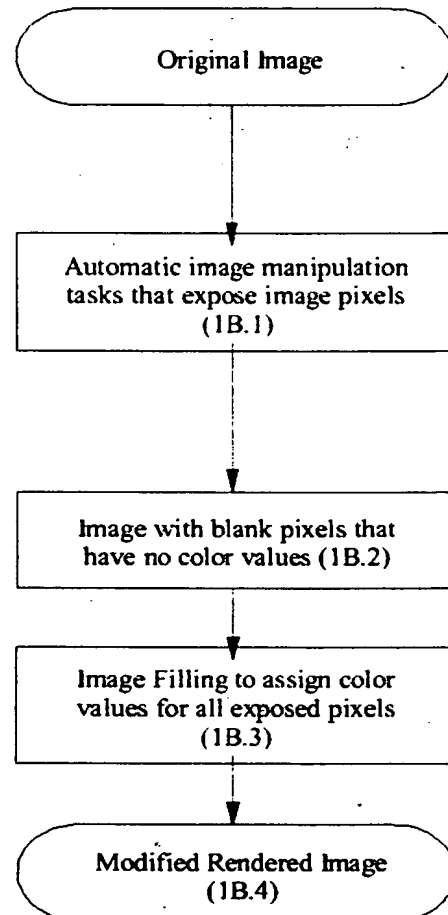 Original Image
Automatic image manipulation
tasks that expose image pixels
(1B.1)
Image with blank pixels that
have no color values (1B.2)
Image Filling to assign color
values for all exposed pixels
(1B.3)
Modified Rendered Image
(1B.4)